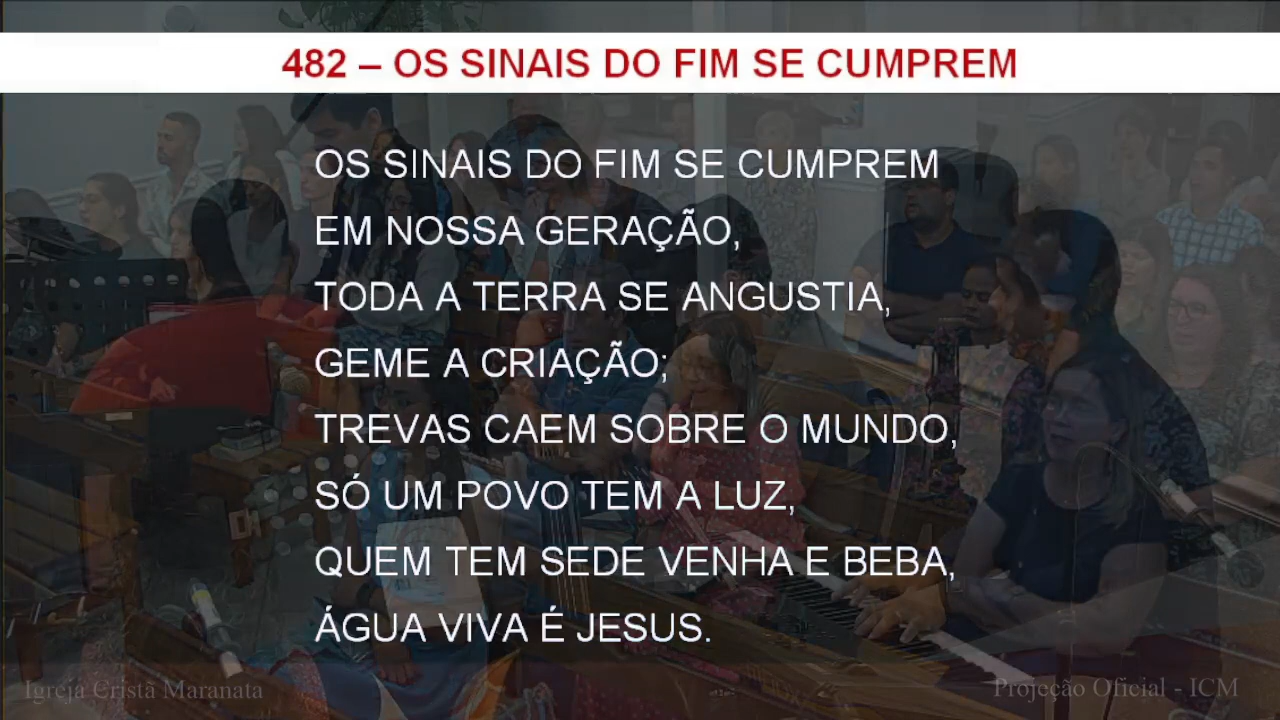 482 – OS SINAIS DO FIM SE CUMPREM
OS SINAIS DO FIM SE CUMPREM
EM NOSSA GERAÇÃO,
TODA A TERRA SE ANGUSTIA,
GEME A CRIAÇÃO;
TREVAS CAEM SOBRE O MUNDO,
SÓ UM POVO TEM A LUZ,
QUEM TEM SEDE VENHA E BEBA,
ÁGUA VIVA É JESUS.
Igreja Cristã Maranata
Projeção Oficial - ICM